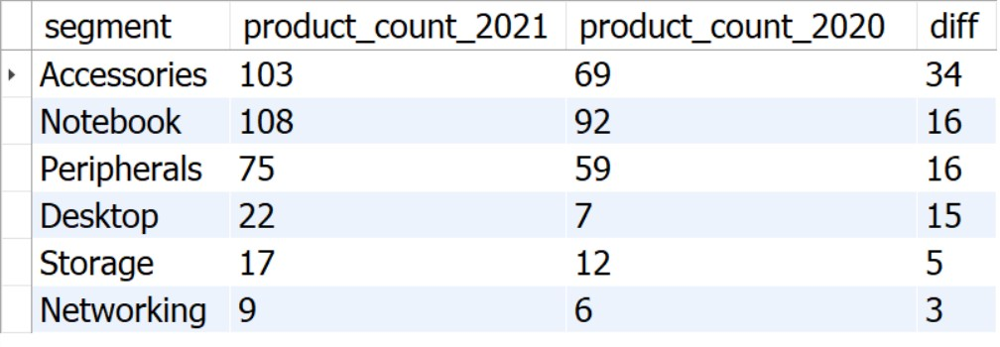 segment product_count_2021 product_count_2020 diff
Accessories 103 69 34
Notebook 108 92 16
Peripherals 75 59 16
Desktop 22 7 15
Storage 17 12 5
Networking 9 6 3